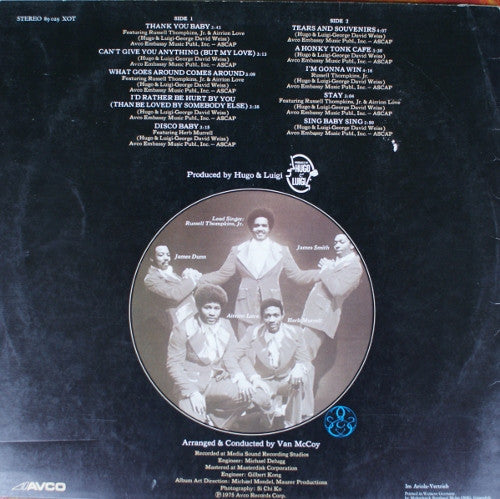 STEREO 89 025 XOT
SIDE 1
THANK YOU BABY 2:41
Featuring Russell Thompkins, Jr. & Airrion Love
(Hugo & Luigi-George David Weiss)
Avco Embassy Music Publ., Inc. — ASCAP
CAN'T GIVE YOU ANYTHING (BUT MY LOVE) 3:13
(Hugo & Luigi-George David Weiss)
Avco Embassy Music Publ., Inc. — ASCAP
WHAT GOES AROUND COMES AROUND
Featuring Russell Thompkins, Jr. & Airrion Love
(Hugo & Luigi-George David Weiss)
Avco Embassy Music Publ., Inc. — ASCAP
I'D RATHER BE HURT BY YOU
(THAN BE LOVED BY SOMEBODY ELSE)
(Hugo & Luigi-George David Weiss)
Avco Embassy Music Publ., Inc. — ASCAP
DISCO BABY
Featuring Herb Murrell
(Hugo & Luigi-George David Weiss)
Avco Embassy Music Publ., Inc. — ASCAP
SIDE 2
TEARS AND SOUVENIRS
(Hugo & Luigi-George David Weiss)
Avco Embassy Music Publ., Inc. — ASCAP
A HONKY TONK CAFE
(Hugo & Luigi-George David Weiss)
Avco Embassy Music Publ., Inc. — ASCAP
I'M GONNA WIN
Russell Thompkins, Jr.
Avco Embassy Music Publ., Inc. — ASCAP
STAY
Featuring Russell Thompkins, Jr. & Airrion Love
(Hugo & Luigi-George David Weiss)
Avco Embassy Music Publ., Inc. — ASCAP
SING BABY SING
(Hugo & Luigi-George David Weiss)
Avco Embassy Music Publ., Inc. — ASCAP
Produced by Hugo & Luigi
HUGO
&
LUIGI
Lead Singer:
Russell Thompkins, Jr.
James Smith
James Dunn
Airrion Love
Herb Murrell
Arranged & Conducted by Van McCoy
Recorded at Media Sound Recording Studios
Engineer: Michael Delugg
Mastered at Masterdisk Corporation
Engineer: Gilbert Kong
Album Art Direction: Michael Mendel, Maurer Productions
Photography: Si Chi Ko
© 1975 Avco Records Corp.
AVCO
Im Ariola-Vertrieb
Printed in Western Germany